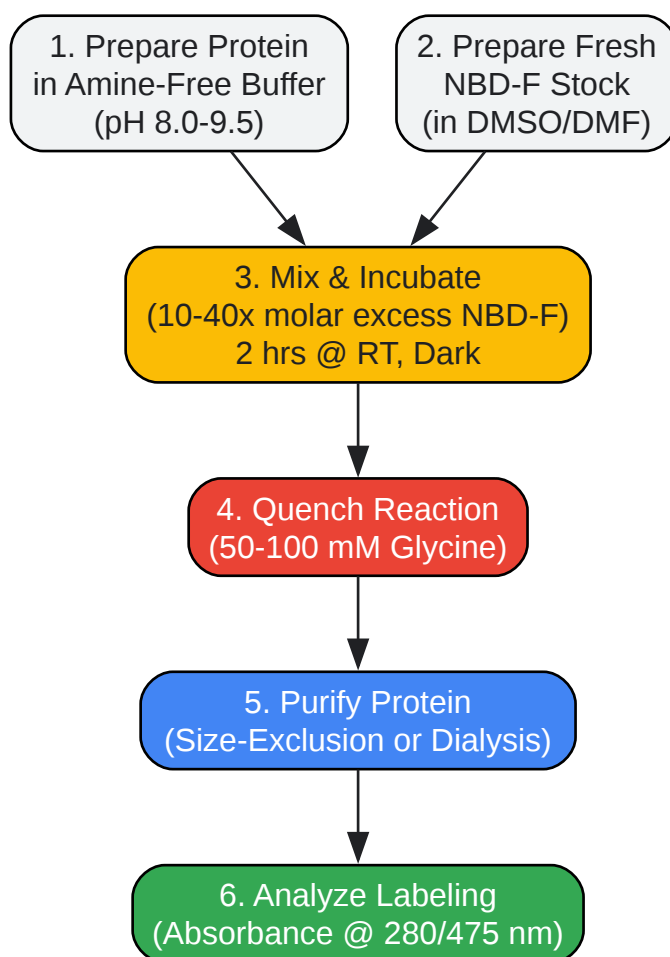 1. Prepare Protein
in Amine-Free Buffer
(pH 8.0-9.5)
2. Prepare Fresh
NBD-F Stock
(in DMSO/DMF)
3. Mix & Incubate
(10-40x molar excess NBD-F)
2 hrs @ RT, Dark
4. Quench Reaction
(50-100 mM Glycine)
5. Purify Protein
(Size-Exclusion or Dialysis)
6. Analyze Labeling
(Absorbance @ 280/475 nm)